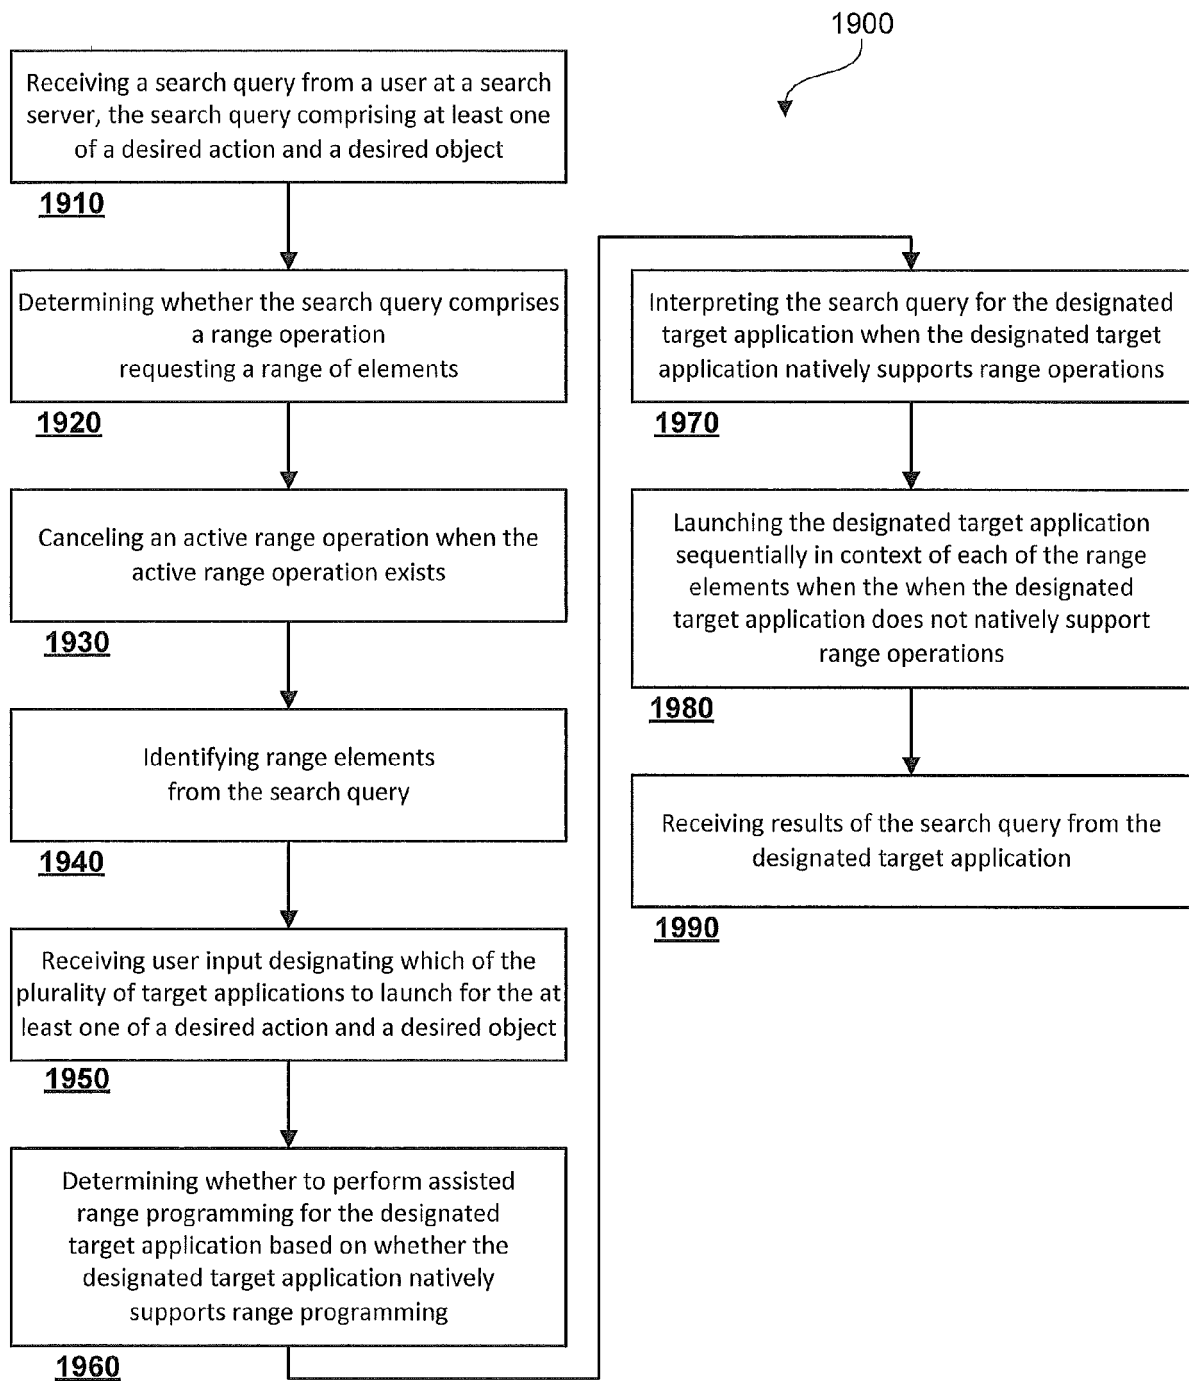 1900
Receiving a search query from a user at a search
server, the search query comprising at least one
of a desired action and a desired object
1910
Determining whether the search query comprises
a range operation
requesting a range of elements
1920
Canceling an active range operation when the
active range operation exists
1930
Identifying range elements
from the search query
1940
Receiving user input designating which of the
plurality of target applications to launch for the at
least one of a desired action and a desired object
1950
Determining whether to perform assisted
range programming for the designated
target application based on whether the
designated target application natively
supports range programming
1960
Interpreting the search query for the designated
target application when the designated target
application natively supports range operations
1970
Launching the designated target application
sequentially in context of each of the range
elements when the when the designated
target application does not natively support
range operations
1980
Receiving results of the search query from the
designated target application
1990